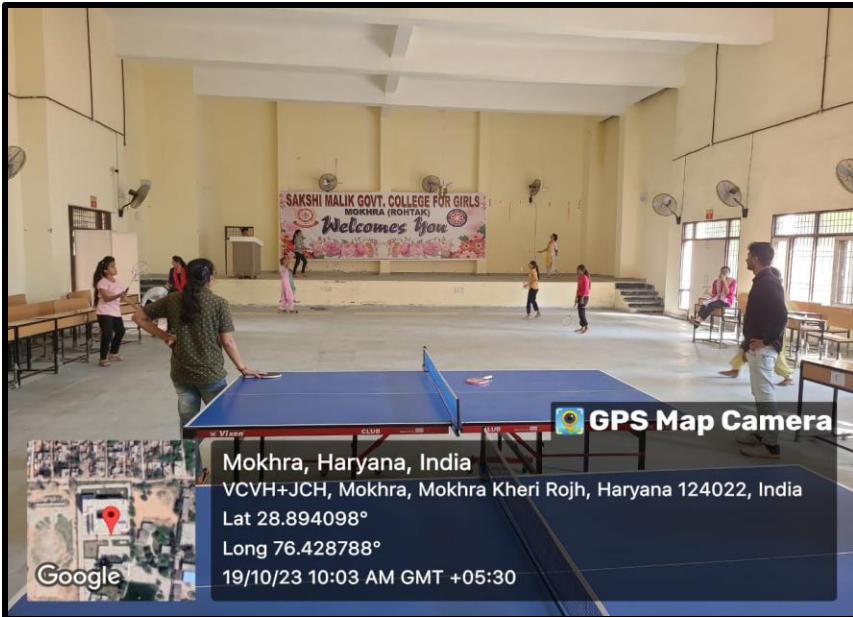 SAKSHI MALIK GOVT. COLLEGE FOR GIRLS
MOKHRA (ROHTAK)
Welcomes You
Vixen
CLUB
CLUB
GPS Map Camera
Mokhra, Haryana, India
VCVH+JCH, Mokhra, Mokhra Kheri Rojh, Haryana 124022, India
Lat 28.894098°
Long 76.428788°
19/10/23 10:03 AM GMT +05:30
Google